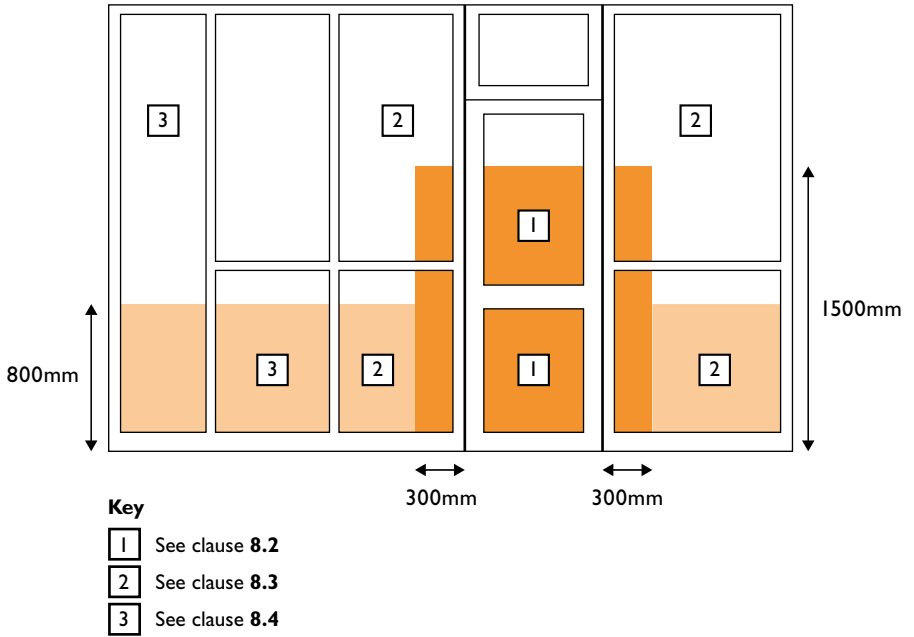 3
2
2
1
1500mm
800mm
3
2
1
2
300mm
300mm
Key
1 See clause 8.2
2 See clause 8.3
3 See clause 8.4